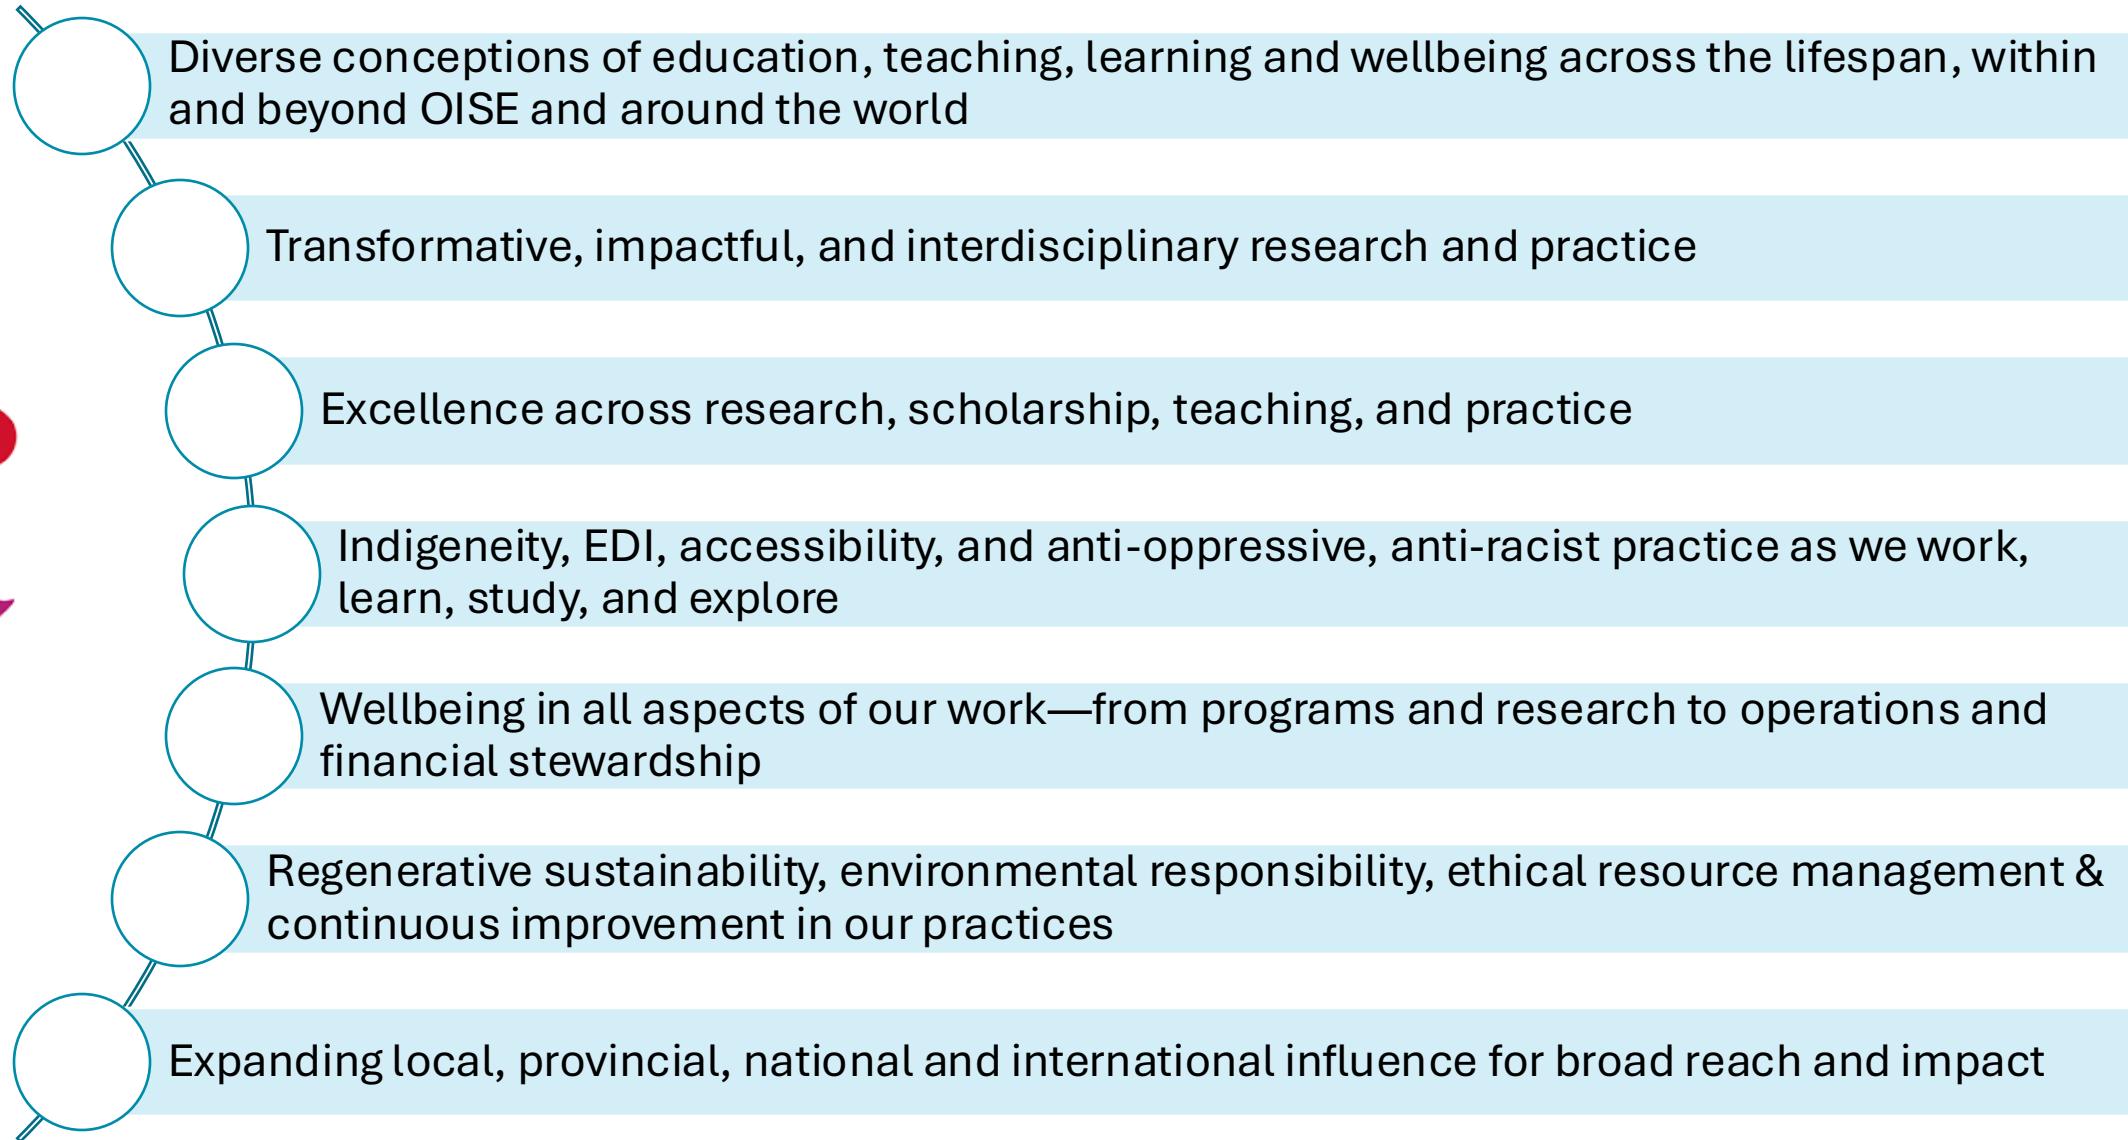 Diverse conceptions of education, teaching, learning and wellbeing across the lifespan, within
and beyond OISE and around the world
Transformative, impactful, and interdisciplinary research and practice
Excellence across research, scholarship, teaching, and practice
Indigeneity, EDI, accessibility, and anti-oppressive, anti-racist practice as we work,
learn, study, and explore
Wellbeing in all aspects of our work—from programs and research to operations and
financial stewardship
Regenerative sustainability, environmental responsibility, ethical resource management &
continuous improvement in our practices
Expanding local, provincial, national and international influence for broad reach and impact